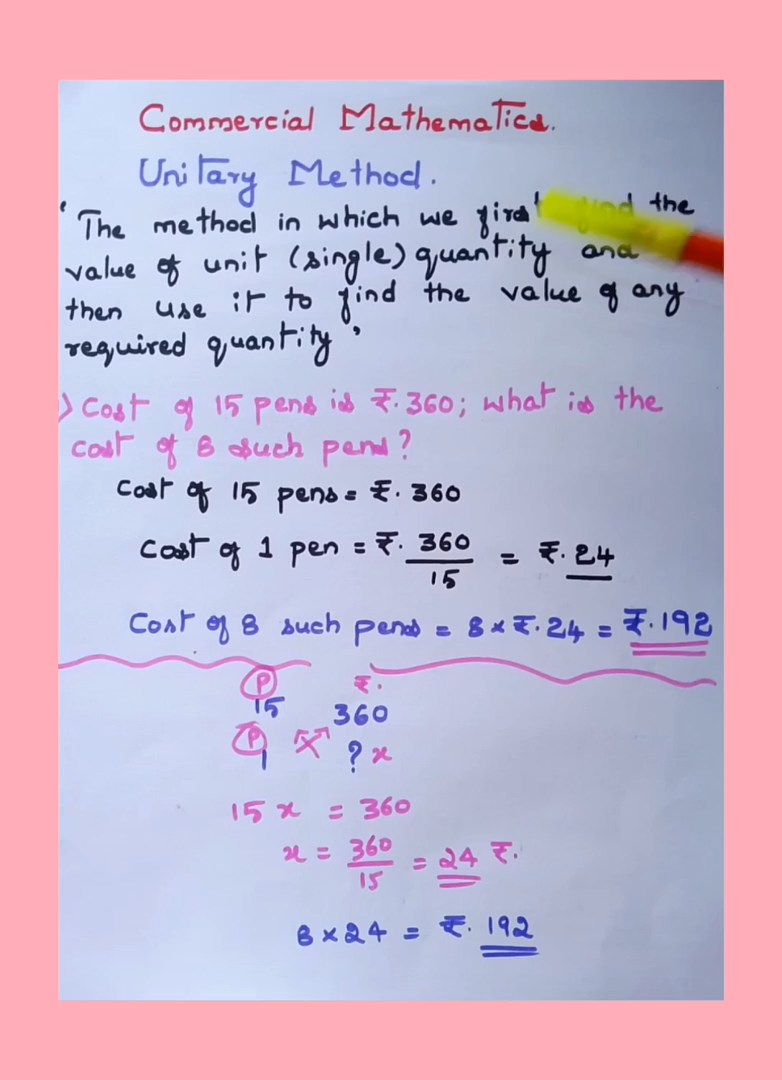 Commercial Mathematics.
Unitary Method.
' The method in which we first find the
value of unit (single) quantity and
then use it to find the value of any
required quantity '
) Cost of 15 pens is ₹.360; what is the
cost of 8 such pens?
Cost of 15 pens = ₹. 360
Cost of 1 pen = ₹. 360/15 = ₹. 24
Cost of 8 such pens = 8 × ₹. 24 = ₹. 192
P ₹.
15 360
P 1 ? x
15 x = 360
x = 360/15 = 24 ₹.
8 × 24 = ₹. 192